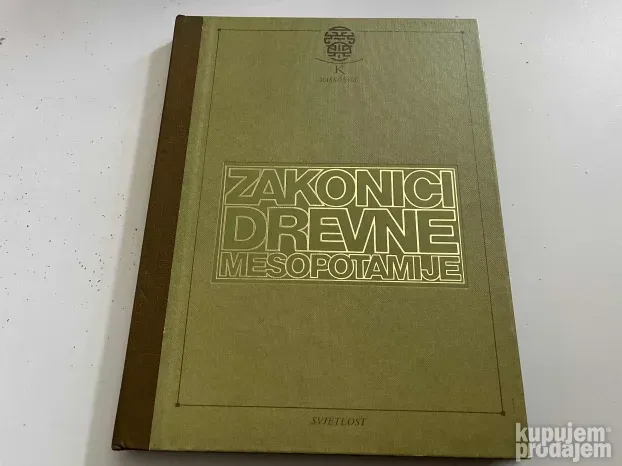 K
ZAKONICI
DREVNE
MESOPOTAMIJE
SVJETLOST
kupujem
prodajem